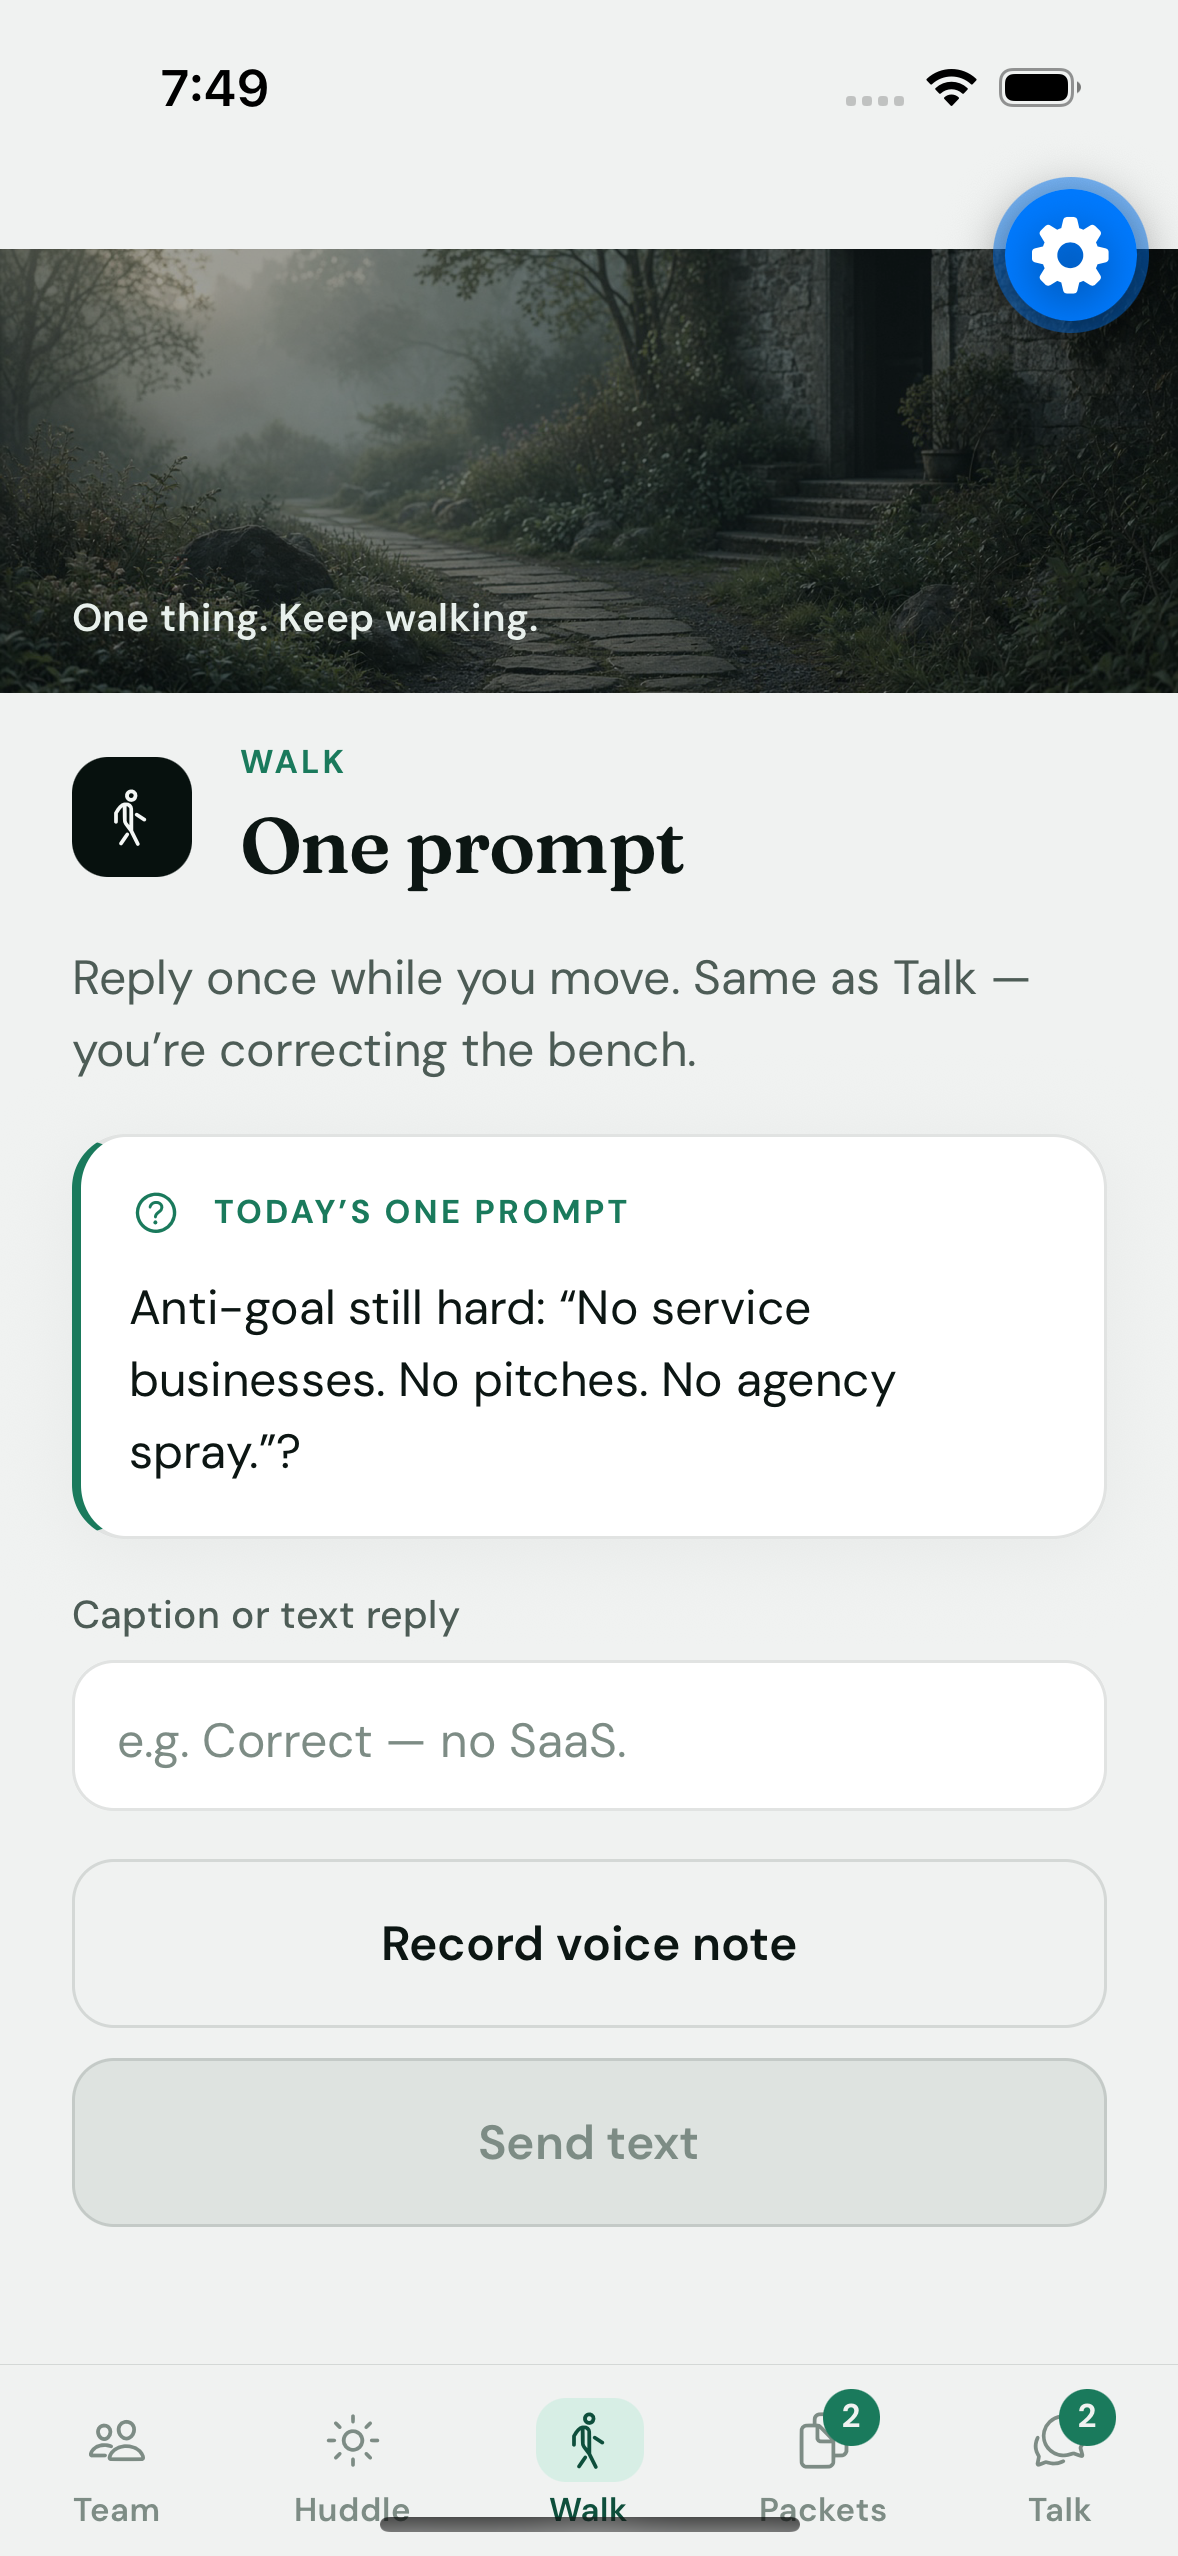 7:49
One thing. Keep walking.
WALK
One prompt
Reply once while you move. Same as Talk —
you’re correcting the bench.
TODAY’S ONE PROMPT
Anti-goal still hard: “No service
businesses. No pitches. No agency
spray.”?
Caption or text reply
e.g. Correct — no SaaS.
Record voice note
Send text
2
2
Team
Huddle
Walk
Packets
Talk